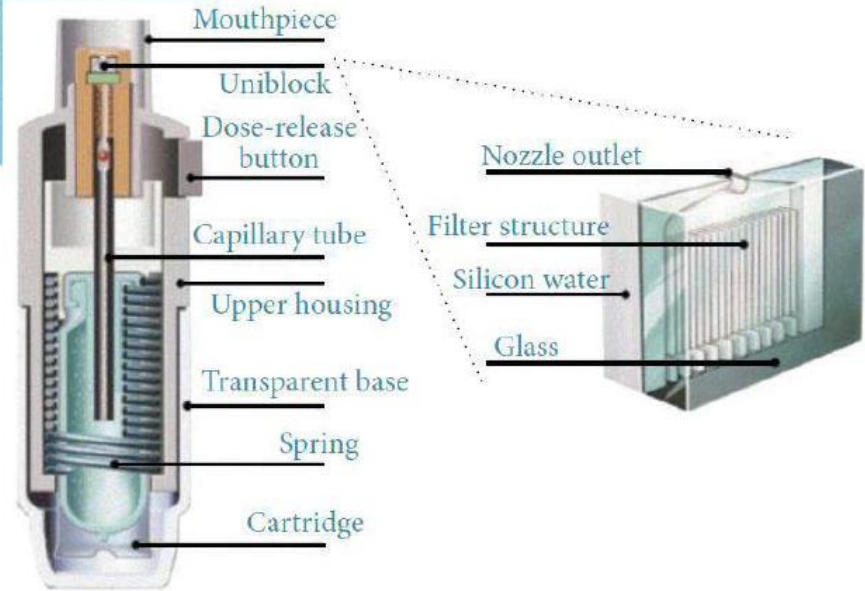 Mouthpiece
Uniblock
Dose-release
button
Capillary tube
Upper housing
Transparent base
Spring
Cartridge
Nozzle outlet
Filter structure
Silicon water
Glass